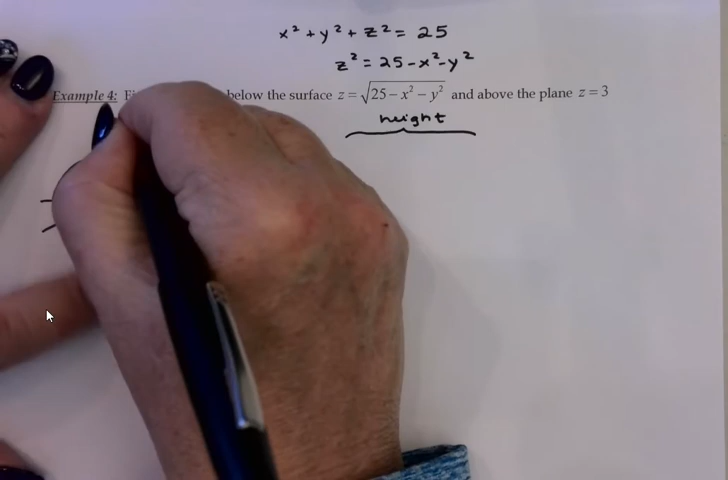 x² + y² + z² = 25
z² = 25 - x² - y²
Example 4: below the surface z = √(25 - x² - y²) and above the plane z = 3
height